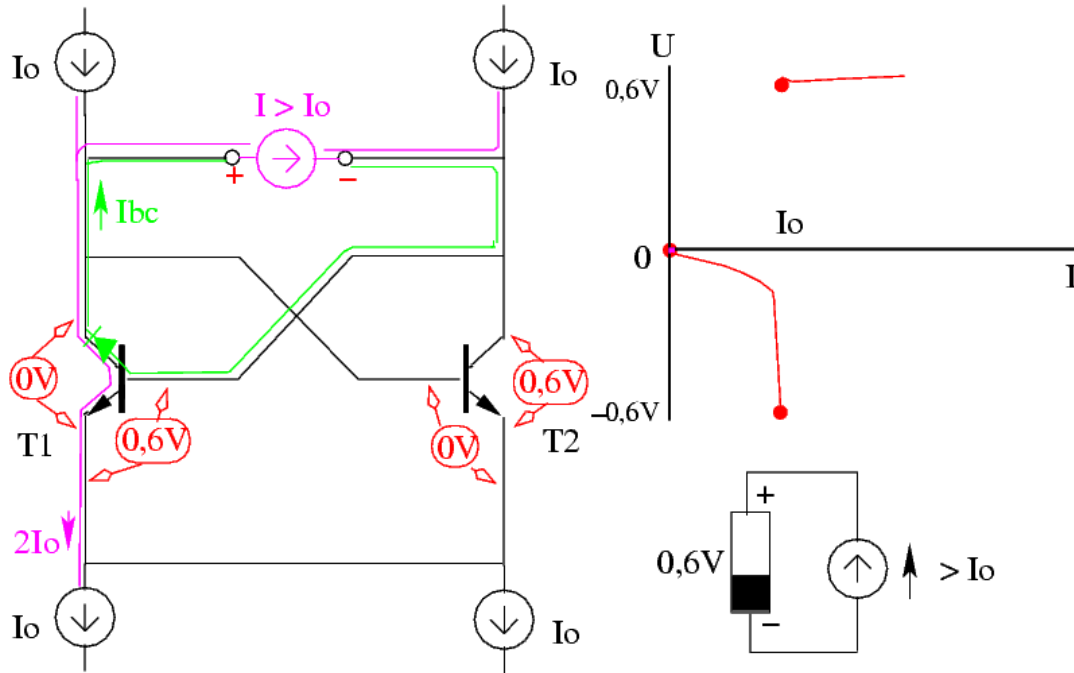 Io
Io
I > Io
+
−
Ibc
0V
T1
0,6V
0V
0,6V
T2
2Io
Io
Io
U
0,6V
Io
0
I
−0,6V
+
0,6V
−
> Io